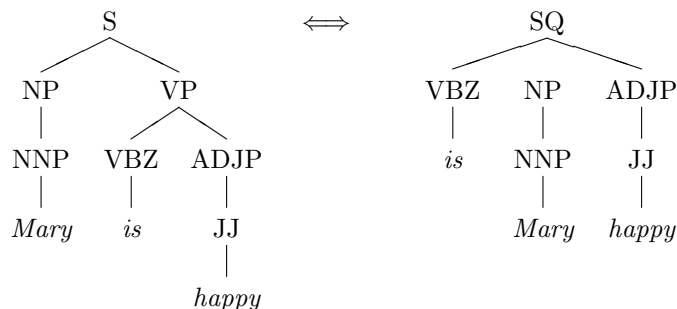 S ⟺ SQ
NP VP VBZ NP ADJP
NNP VBZ ADJP is NNP JJ
Mary is JJ Mary happy
happy